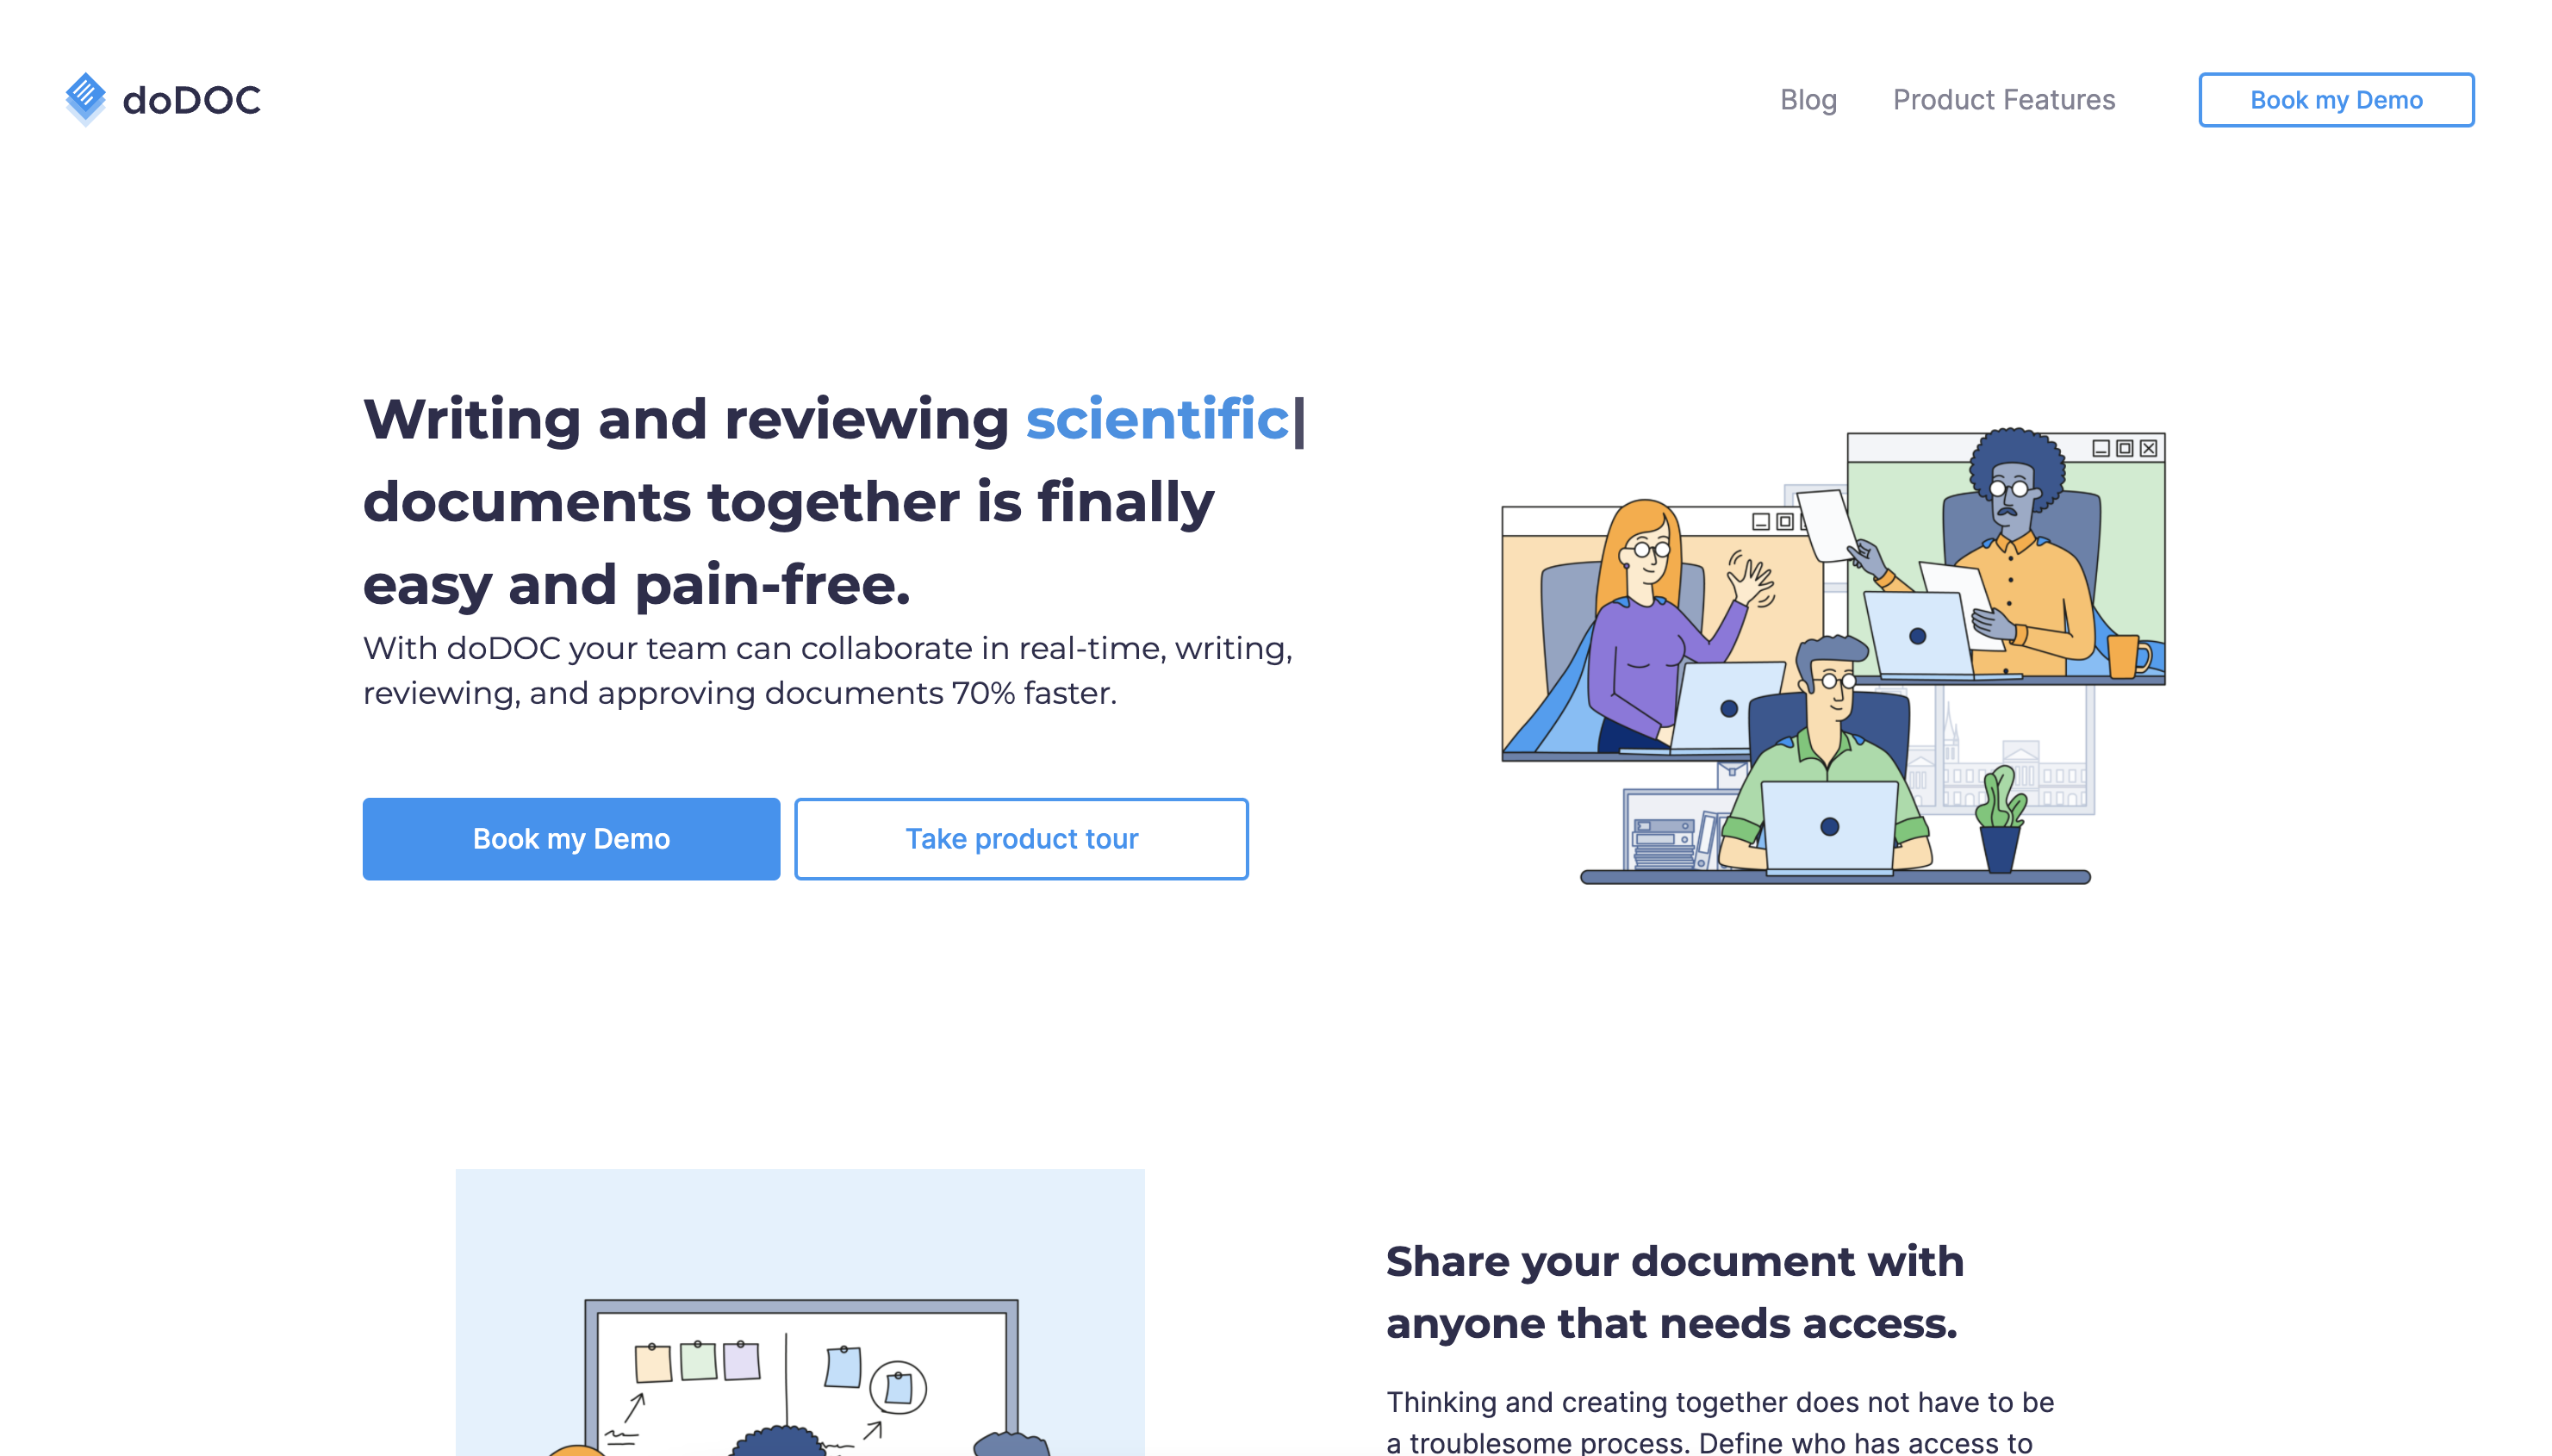 doDOC
Blog
Product Features
Book my Demo
Writing and reviewing scientific|
documents together is finally
easy and pain-free.
With doDOC your team can collaborate in real-time, writing,
reviewing, and approving documents 70% faster.
Book my Demo
Take product tour
Share your document with
anyone that needs access.
Thinking and creating together does not have to be
a troublesome process. Define who has access to